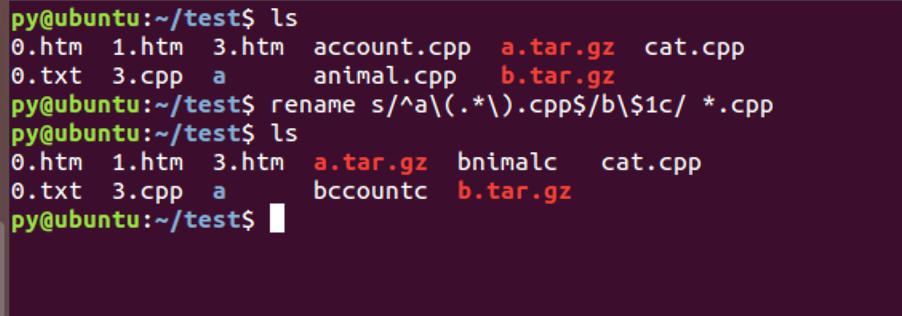 py@ubuntu:~/test$ ls
0.htm  1.htm  3.htm  account.cpp  a.tar.gz  cat.cpp
0.txt  3.cpp  a      animal.cpp   b.tar.gz
py@ubuntu:~/test$ rename s/^a\(.*\).cpp$/b\$1c/ *.cpp
py@ubuntu:~/test$ ls
0.htm  1.htm  3.htm  a.tar.gz  bnimalc   cat.cpp
0.txt  3.cpp  a      bccountc  b.tar.gz
py@ubuntu:~/test$